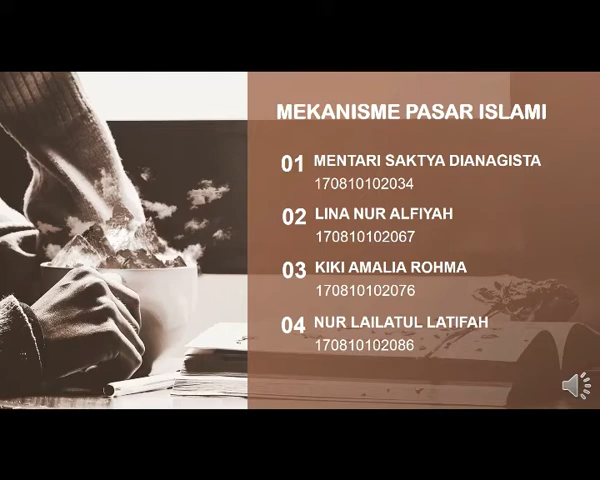 MEKANISME PASAR ISLAMI
01 MENTARI SAKTYA DIANAGISTA
170810102034
02 LINA NUR ALFIYAH
170810102067
03 KIKI AMALIA ROHMA
170810102076
04 NUR LAILATUL LATIFAH
170810102086